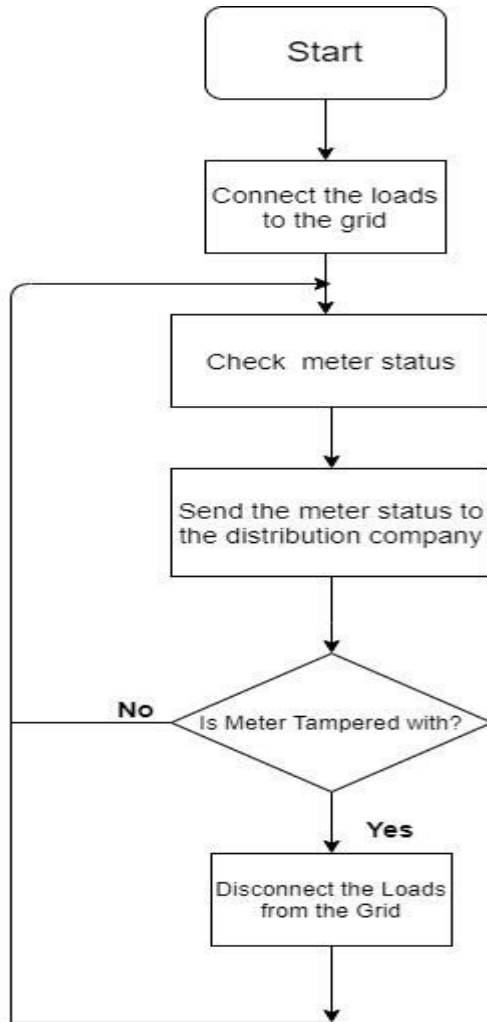 Start
Connect the loads
to the grid
Check meter status
Send the meter status to
the distribution company
No
Is Meter Tampered with?
Yes
Disconnect the Loads
from the Grid